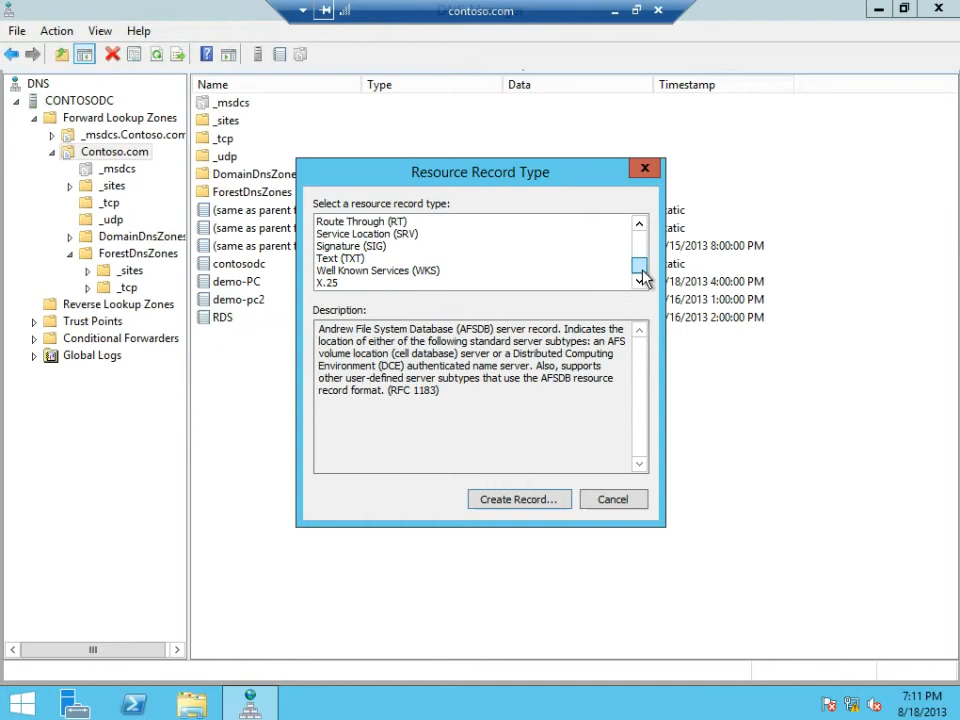 contoso.com
File Action View Help
DNS
CONTOSODC
Forward Lookup Zones
_msdcs.Contoso.com
Contoso.com
_msdcs
_sites
_tcp
_udp
DomainDnsZones
ForestDnsZones
_sites
_tcp
Reverse Lookup Zones
Trust Points
Conditional Forwarders
Global Logs
Name Type Data Timestamp
_msdcs
_sites
_tcp
_udp
DomainDnsZone
ForestDnsZones
(same as parent f
(same as parent f
(same as parent f
contosodc
demo-PC
demo-pc2
RDS
tatic
tatic
/15/2013 8:00:00 PM
tatic
/18/2013 4:00:00 PM
/16/2013 1:00:00 PM
/16/2013 2:00:00 PM
Resource Record Type
Select a resource record type:
Route Through (RT)
Service Location (SRV)
Signature (SIG)
Text (TXT)
Well Known Services (WKS)
X.25
Description:
Andrew File System Database (AFSDB) server record. Indicates the
location of either of the following standard server subtypes: an AFS
volume location (cell database) server or a Distributed Computing
Environment (DCE) authenticated name server. Also, supports
other user-defined server subtypes that use the AFSDB resource
record format. (RFC 1183)
Create Record... Cancel
7:11 PM
8/18/2013